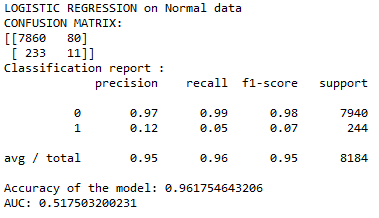 LOGISTIC REGRESSION on Normal data
CONFUSION MATRIX:
[[7860   80]
 [ 233   11]]
Classification report :
             precision    recall  f1-score   support

          0       0.97      0.99      0.98      7940
          1       0.12      0.05      0.07       244

avg / total       0.95      0.96      0.95      8184

Accuracy of the model: 0.961754643206
AUC: 0.517503200231